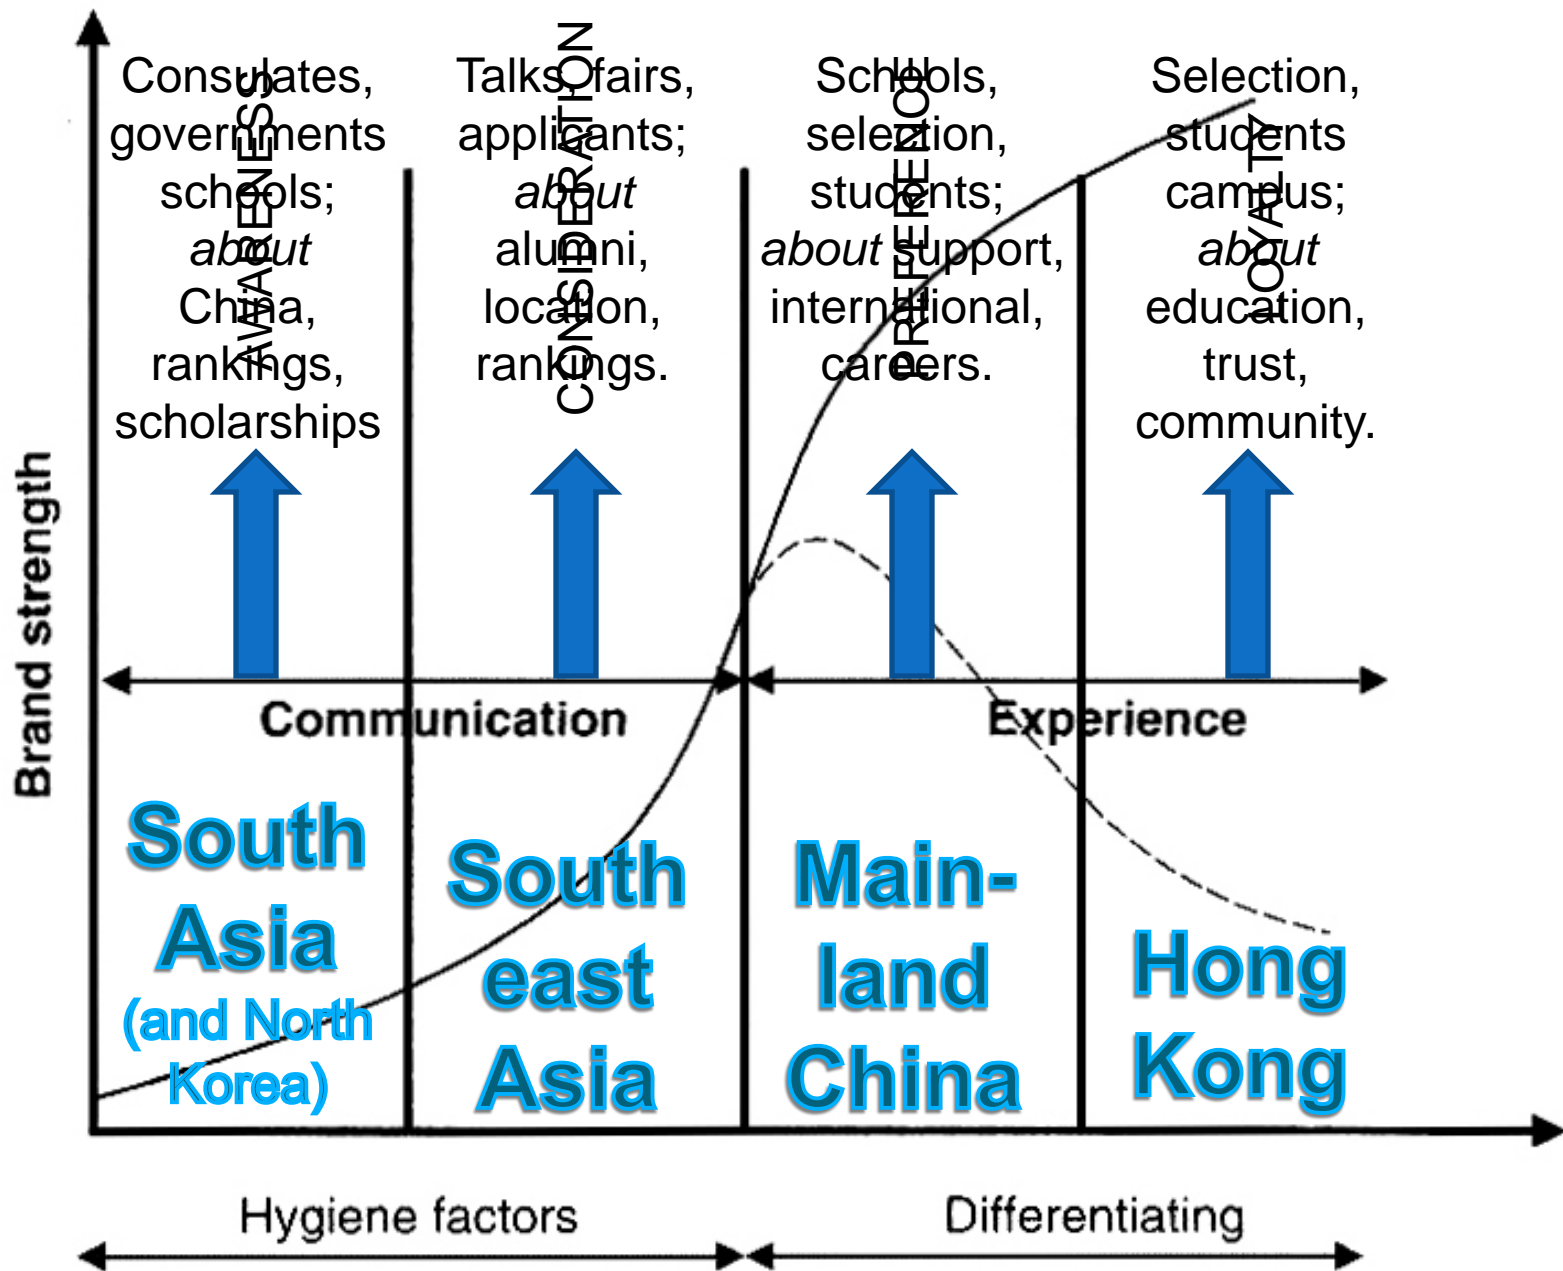 Consulates,
governments
schools;
about
China,
rankings,
scholarships
AWARENESS
Talks, fairs,
applicants;
about
alumni,
location,
rankings.
CONSIDERATION
Schools,
selection,
students;
about support,
international,
careers.
PREFERENCE
Selection,
students
campus;
about
education,
trust,
community.
LOYALTY
Brand strength
Communication
Experience
South
Asia
(and North
Korea)
South
east
Asia
Main-
land
China
Hong
Kong
Hygiene factors
Differentiating